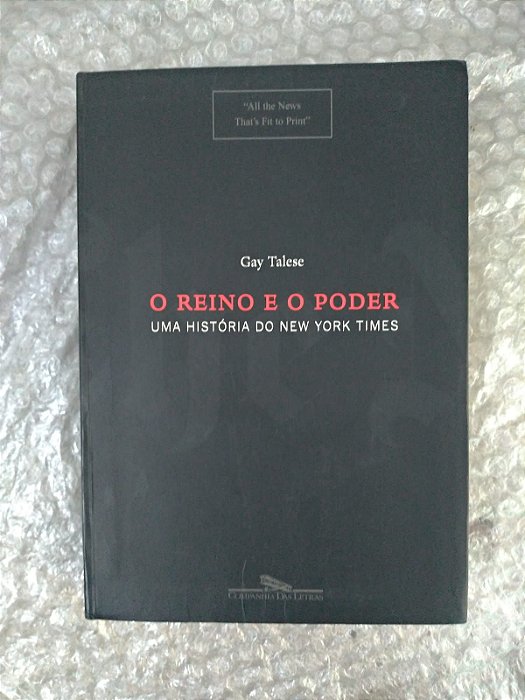 "All the News
That's Fit to Print"
Gay Talese
O REINO E O PODER
UMA HISTÓRIA DO NEW YORK TIMES
COMPANHIA DAS LETRAS